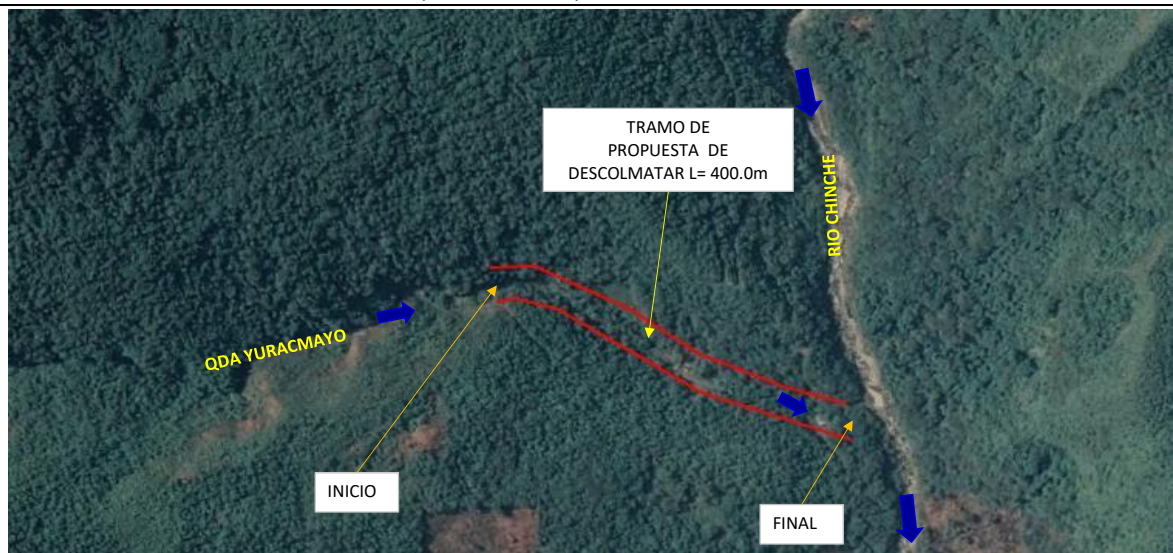 TRAMO DE
PROPUESTA DE
DESCOLMATAR L= 400.0m
RIO CHINCHE
QDA YURACMAYO
INICIO
FINAL